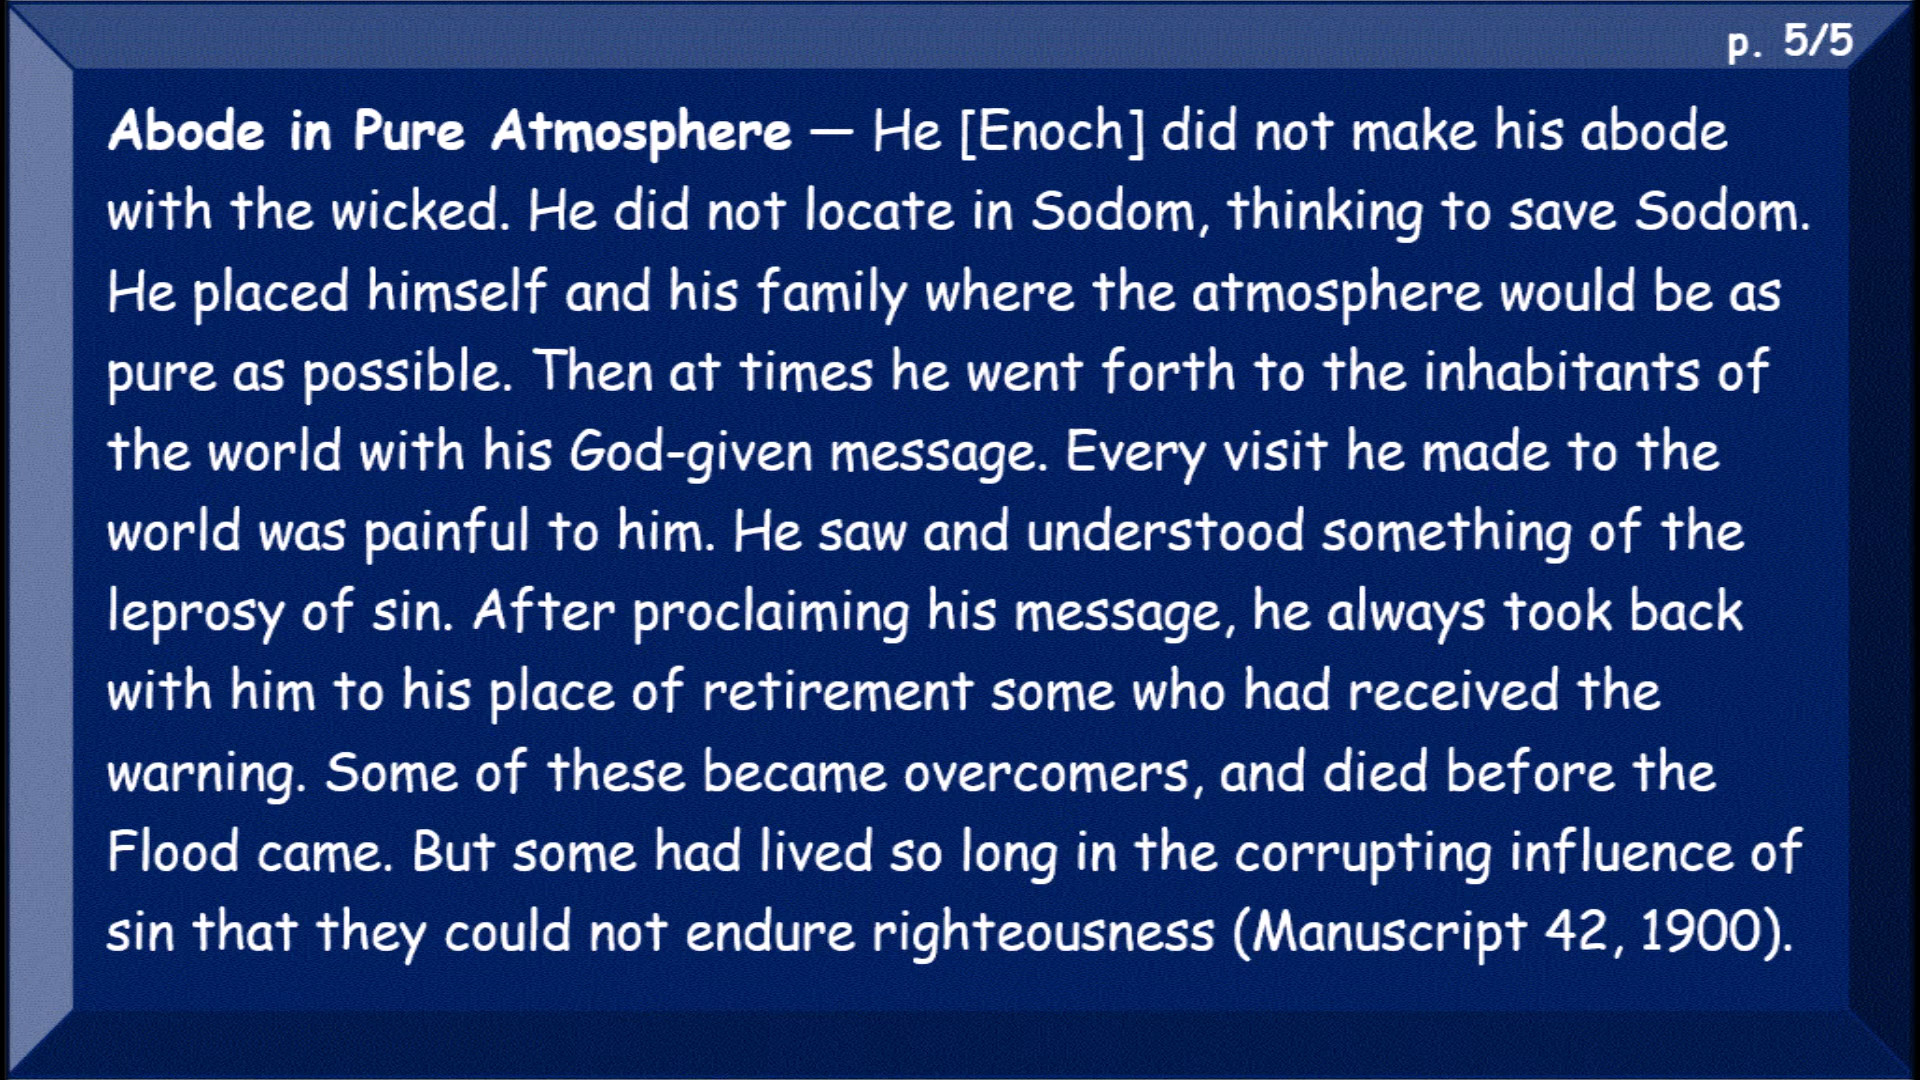 p. 5/5
Abode in Pure Atmosphere — He [Enoch] did not make his abode
with the wicked. He did not locate in Sodom, thinking to save Sodom.
He placed himself and his family where the atmosphere would be as
pure as possible. Then at times he went forth to the inhabitants of
the world with his God-given message. Every visit he made to the
world was painful to him. He saw and understood something of the
leprosy of sin. After proclaiming his message, he always took back
with him to his place of retirement some who had received the
warning. Some of these became overcomers, and died before the
Flood came. But some had lived so long in the corrupting influence of
sin that they could not endure righteousness (Manuscript 42, 1900).